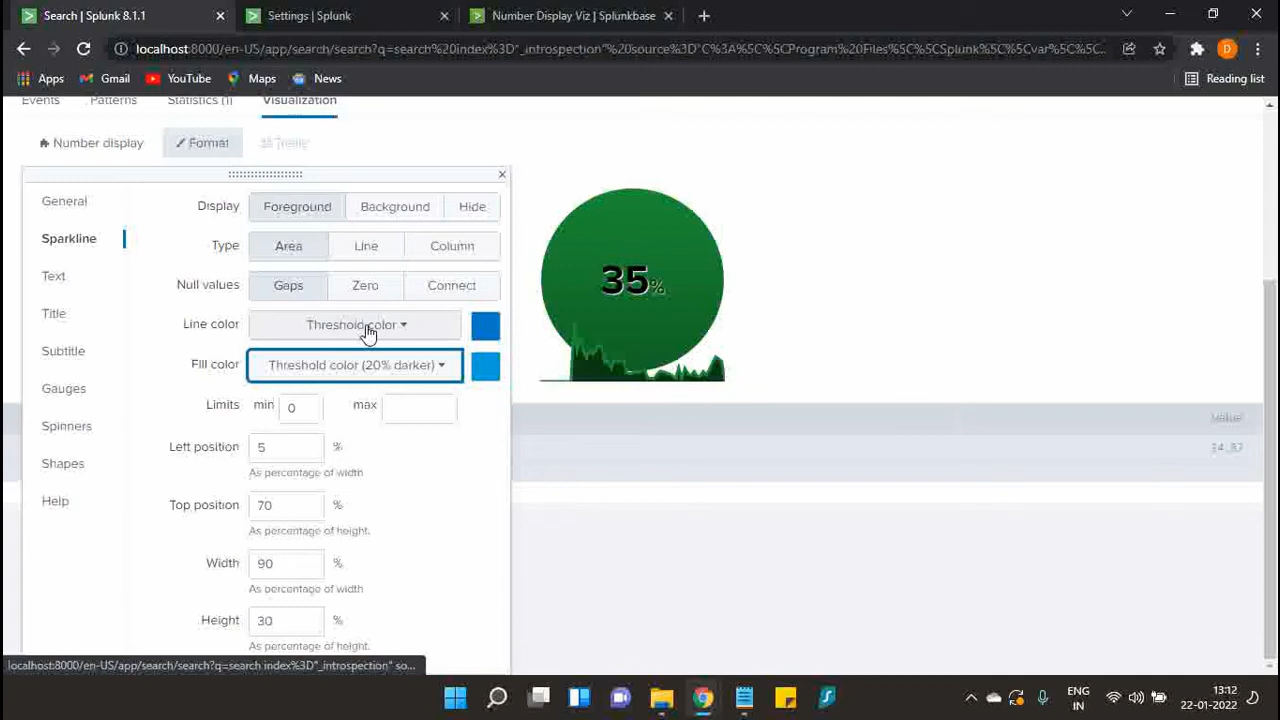 Search | Splunk 8.1.1
Settings | Splunk
Number Display Viz | Splunkbase
localhost:8000/en-US/app/search/search?q=search%20index%3D"_introspection"%20source%3D"C%3A%5C%5CProgram%20Files%5C%5CSplunk%5C%5Cvar%5C%5C...
D
Apps
Gmail
YouTube
Maps
News
Reading list
Events
Patterns
Statistics (1)
Visualization
Number display
Format
Trellis
General
Sparkline
Text
Title
Subtitle
Gauges
Spinners
Shapes
Help
Display Foreground Background Hide
Type Area Line Column
Null values Gaps Zero Connect
Line color Threshold color
Fill color Threshold color (20% darker)
Limits min 0 max
Left position 5 %
As percentage of width
Top position 70 %
As percentage of height.
Width 90 %
As percentage of width
Height 30 %
As percentage of height.
35%
value
localhost:8000/en-US/app/search/search?q=search index%3D"_introspection" so...
ENG
IN
13:12
22-01-2022